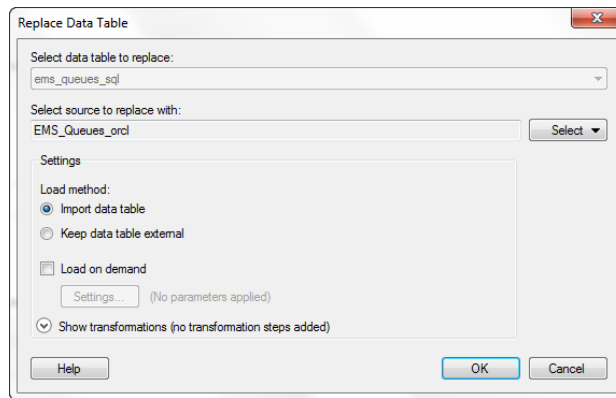 Replace Data Table
Select data table to replace:
ems_queues_sql
Select source to replace with:
EMS_Queues_orcl
Select
Settings
Load method:
Import data table
Keep data table external
Load on demand
Settings... (No parameters applied)
Show transformations (no transformation steps added)
Help OK Cancel